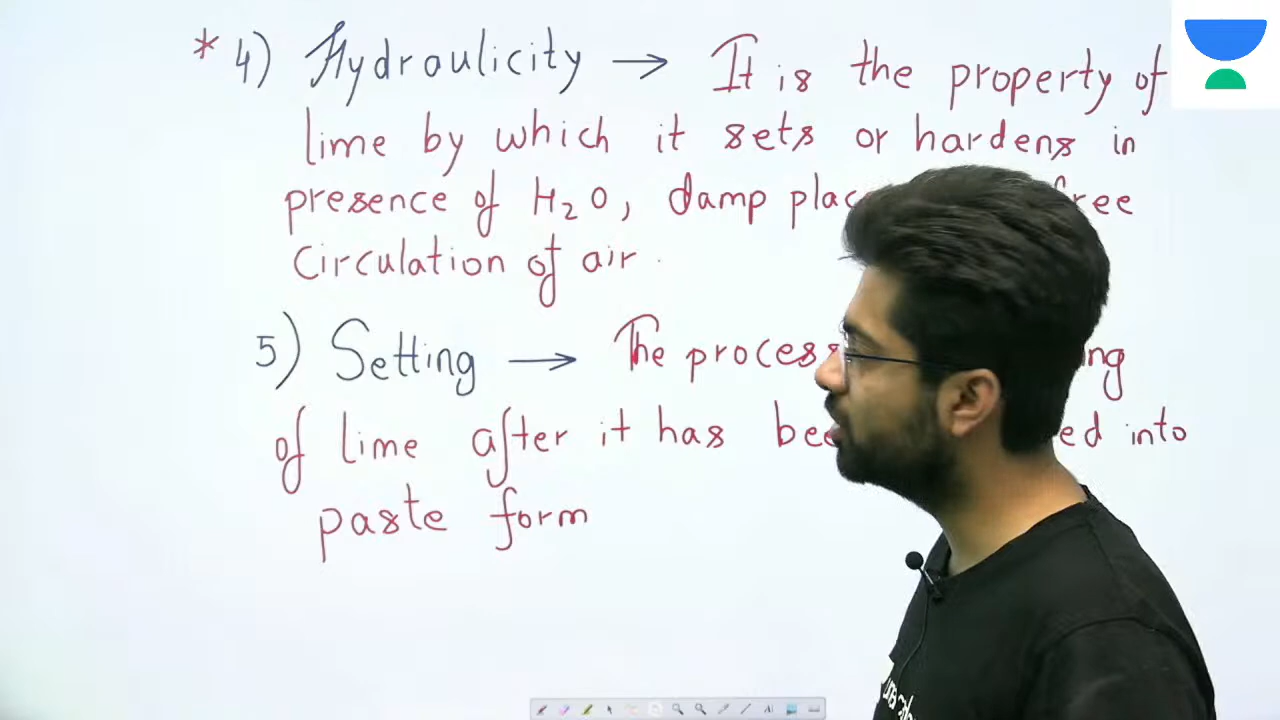 * 4) Hydraulicity → It is the property of
lime by which it sets or hardens in
presence of H₂O, damp plac ree
circulation of air.
5) Setting → The process ng
of lime after it has bee ed into
paste form